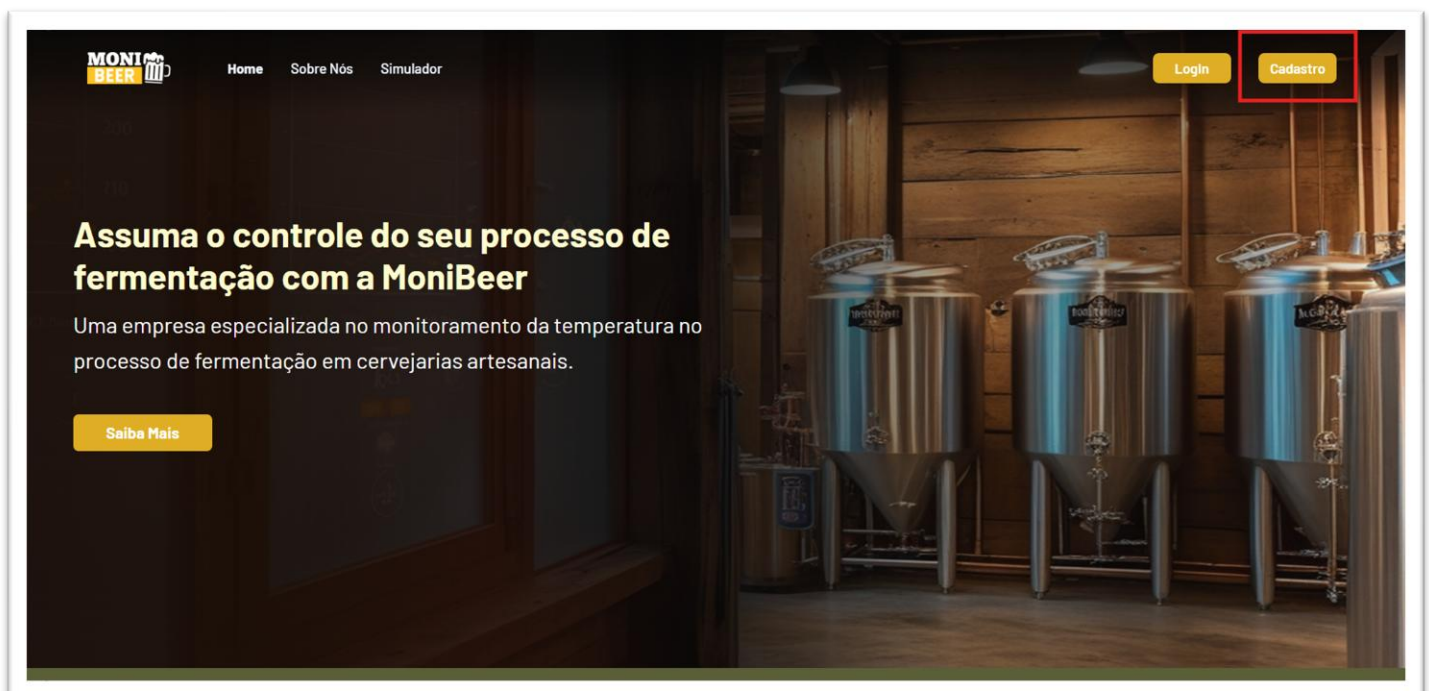 MONI
BEER
Home
Sobre Nós
Simulador
Login
Cadastro
Assuma o controle do seu processo de
fermentação com a MoniBeer
Uma empresa especializada no monitoramento da temperatura no
processo de fermentação em cervejarias artesanais.
Saiba Mais